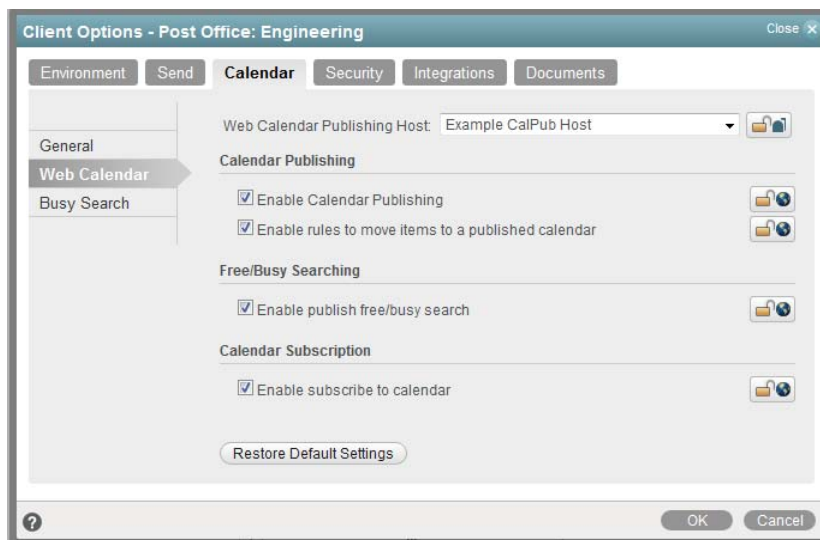 Client Options - Post Office: Engineering
Close
Environment Send Calendar Security Integrations Documents
General
Web Calendar
Busy Search
Web Calendar Publishing Host: Example CalPub Host
Calendar Publishing
Enable Calendar Publishing
Enable rules to move items to a published calendar
Free/Busy Searching
Enable publish free/busy search
Calendar Subscription
Enable subscribe to calendar
Restore Default Settings
?
OK Cancel